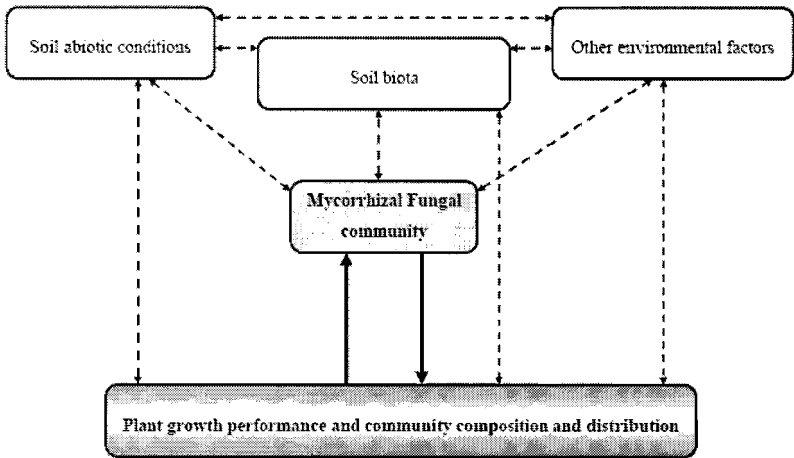 Soil abiotic conditions
Soil biota
Other environmental factors
Mycorrhizal Fungal
community
Plant growth performance and community composition and distribution